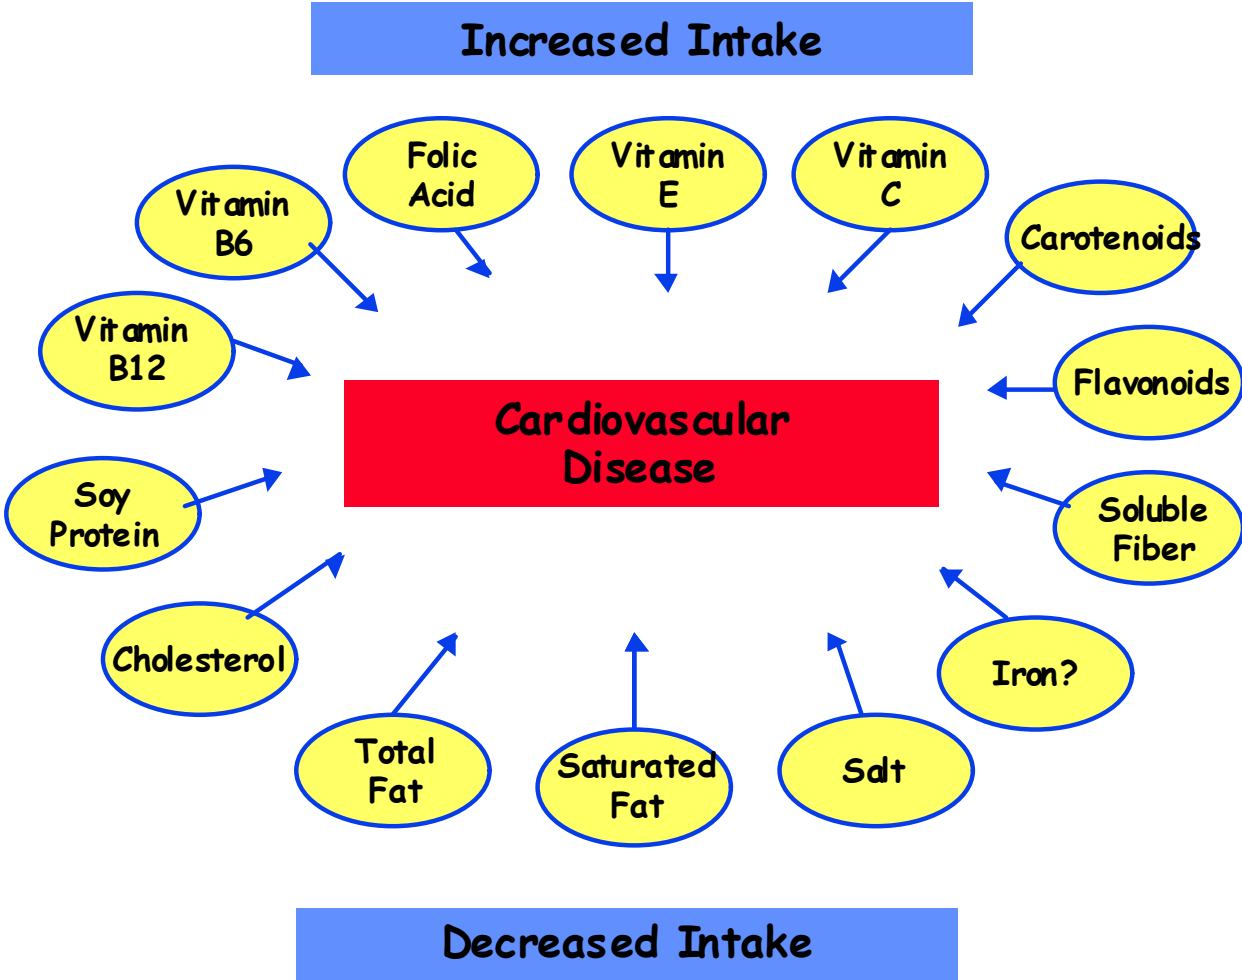 Increased Intake
Folic
Acid
Vitamin
E
Vitamin
C
Vitamin
B6
Carotenoids
Vitamin
B12
Flavonoids
Cardiovascular
Disease
Soy
Protein
Soluble
Fiber
Cholesterol
Iron?
Total
Fat
Saturated
Fat
Salt
Decreased Intake